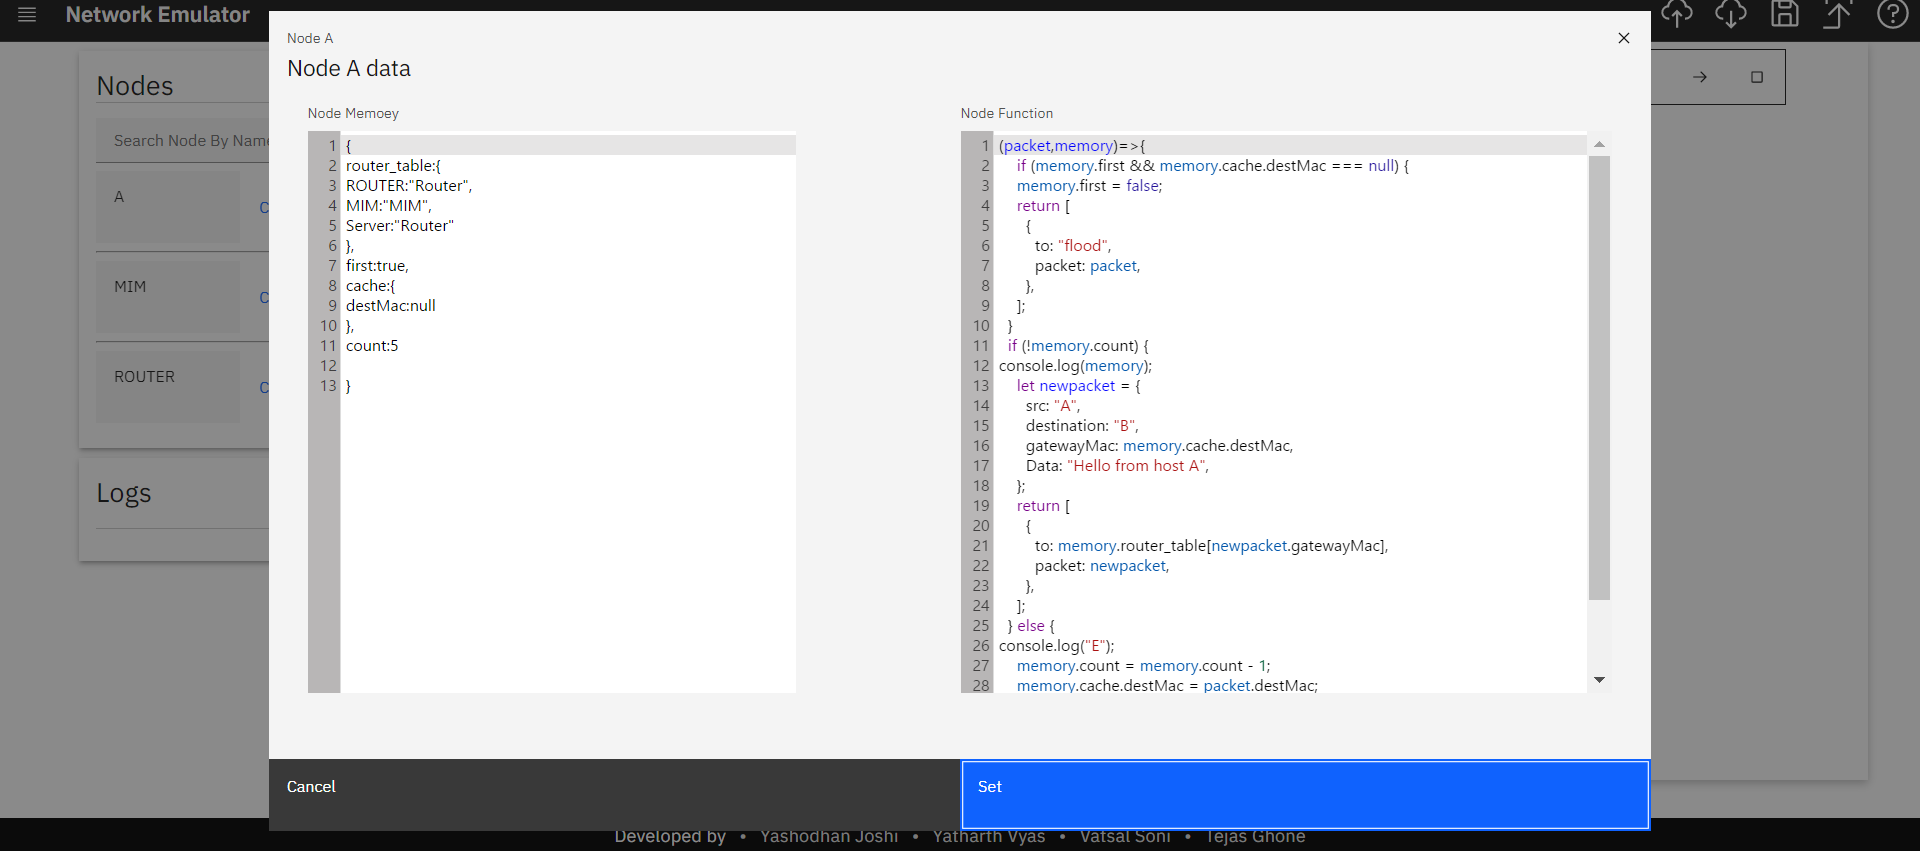 Network Emulator
Nodes
Search Node By Name
A
C
MIM
C
ROUTER
C
Logs
Node A
Node A data
Node Memoey
1 {
2 router_table:{
3 ROUTER:"Router",
4 MIM:"MIM",
5 Server:"Router"
6 },
7 first:true,
8 cache:{
9 destMac:null
10 },
11 count:5
12
13 }
Node Function
1 (packet,memory)=>{
2 if (memory.first && memory.cache.destMac === null) {
3 memory.first = false;
4 return [
5 {
6 to: "flood",
7 packet: packet,
8 },
9 ];
10 }
11 if (!memory.count) {
12 console.log(memory);
13 let newpacket = {
14 src: "A",
15 destination: "B",
16 gatewayMac: memory.cache.destMac,
17 Data: "Hello from host A",
18 };
19 return [
20 {
21 to: memory.router_table[newpacket.gatewayMac],
22 packet: newpacket,
23 },
24 ];
25 } else {
26 console.log("E");
27 memory.count = memory.count - 1;
28 memory.cache.destMac = packet.destMac;
Cancel
Set
Developed by • Yashodhan Joshi • Yatharth Vyas • Vatsal Soni • Tejas Ghone